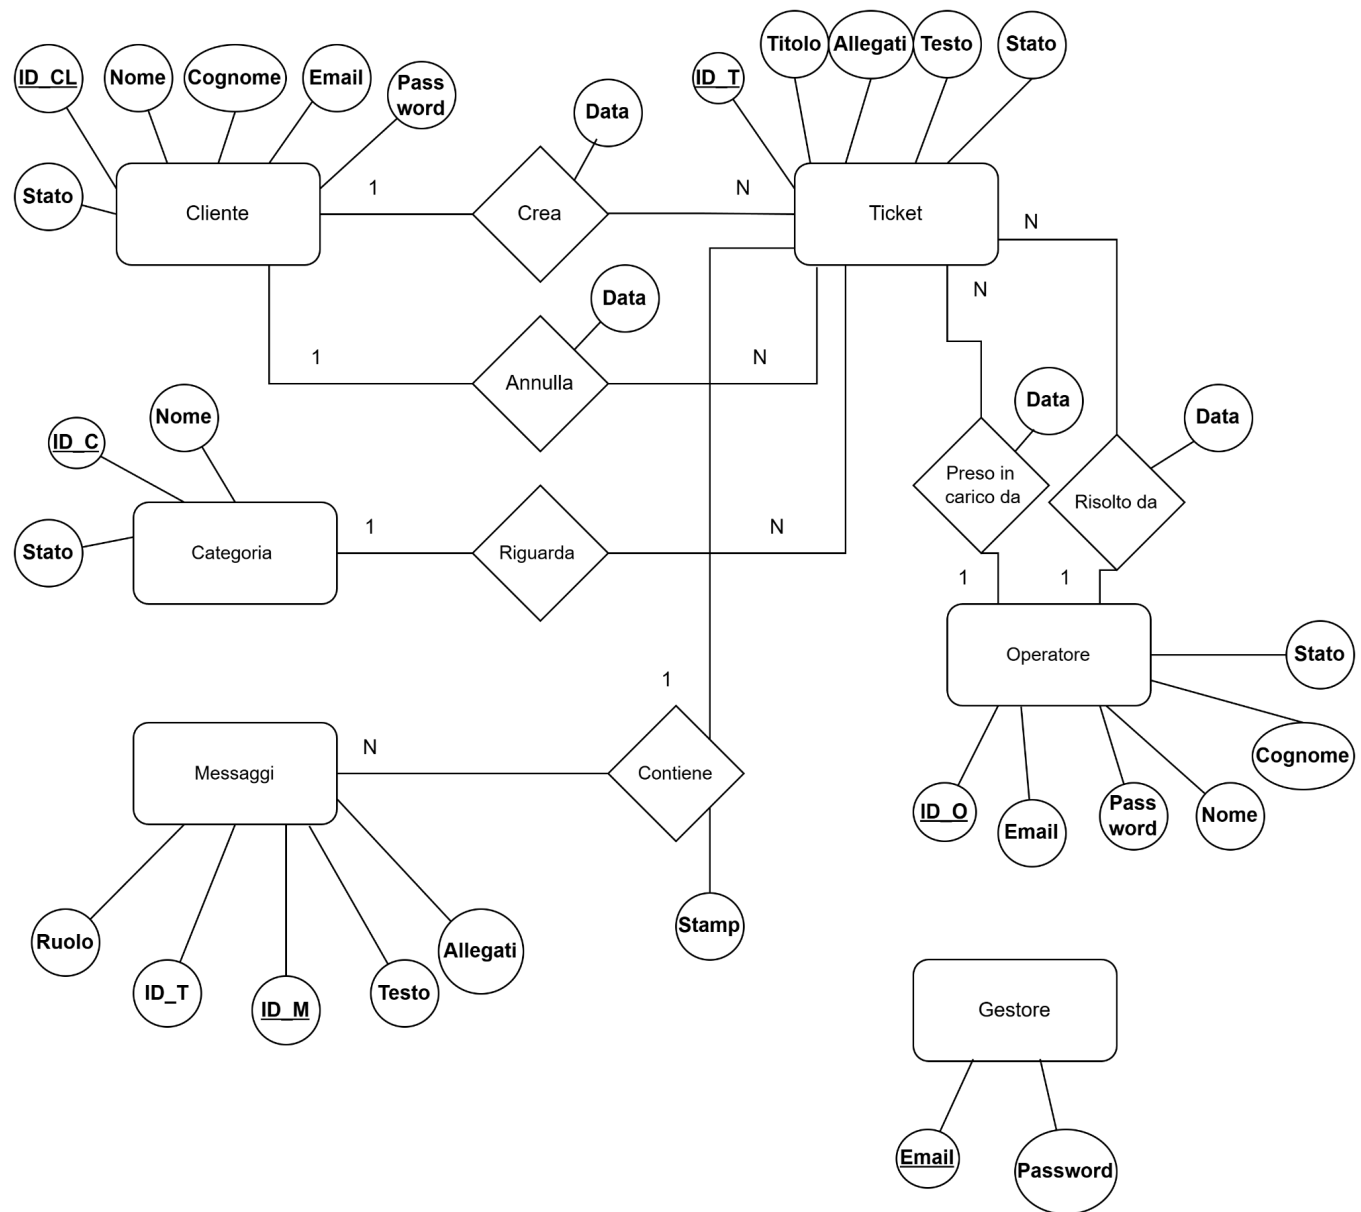 ID_CL
Nome
Cognome
Email
Pass
word
Stato
Cliente
1
Crea
Data
N
ID_T
Titolo
Allegati
Testo
Stato
Ticket
N
N
1
Annulla
Data
N
ID_C
Nome
Stato
Categoria
1
Riguarda
N
Preso in
carico da
Data
Risolto da
Data
1
1
Operatore
Stato
Cognome
ID_O
Email
Pass
word
Nome
Messaggi
N
1
Contiene
Stamp
Ruolo
ID_T
ID_M
Testo
Allegati
Gestore
Email
Password